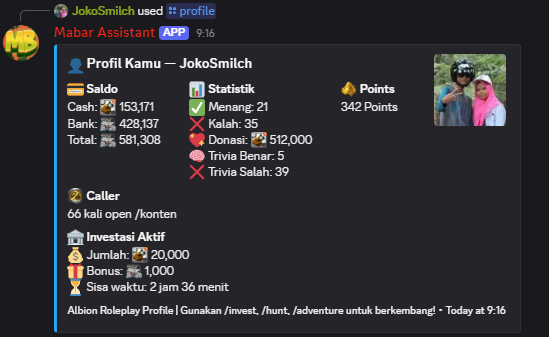 JokoSmilch used profile
MB
Mabar Assistant APP 9:16
Profil Kamu — JokoSmilch
Saldo
Cash: 153,171
Bank: 428,137
Total: 581,308
Statistik
Menang: 21
Kalah: 35
Donasi: 512,000
Trivia Benar: 5
Trivia Salah: 39
Points
342 Points
Caller
66 kali open /konten
Investasi Aktif
Jumlah: 20,000
Bonus: 1,000
Sisa waktu: 2 jam 36 menit
Albion Roleplay Profile | Gunakan /invest, /hunt, /adventure untuk berkembang! • Today at 9:16